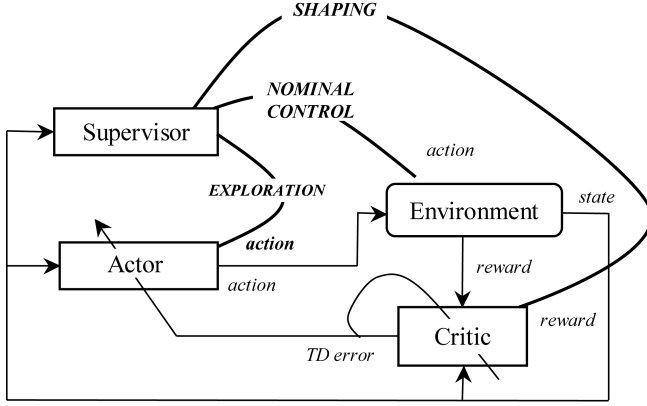 SHAPING
NOMINAL
CONTROL
Supervisor
action
EXPLORATION
Environment
state
action
Actor
action
reward
reward
Critic
TD error